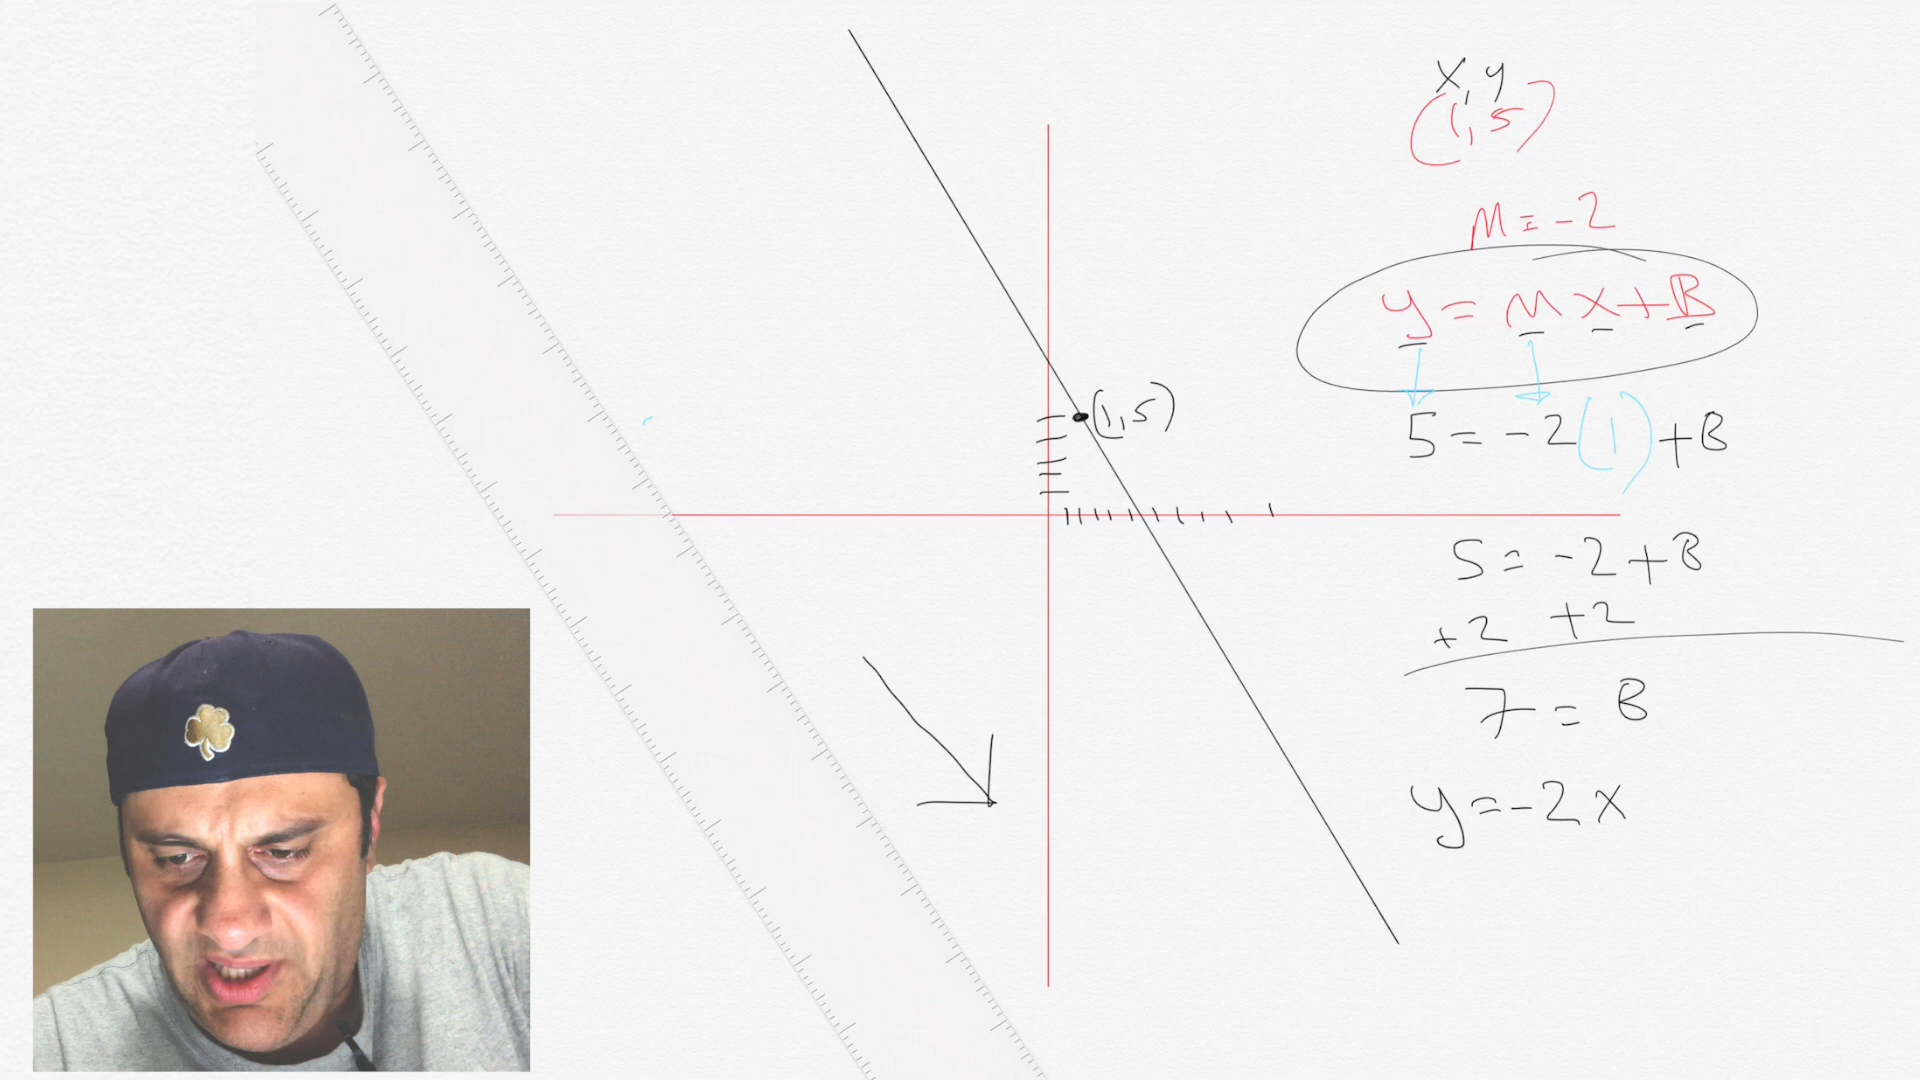 (1,5)
x,y
(1,5)
M = -2
y = Mx+B
5 = -2(1)+B
5 = -2+B
+2 +2
7 = B
y = -2x